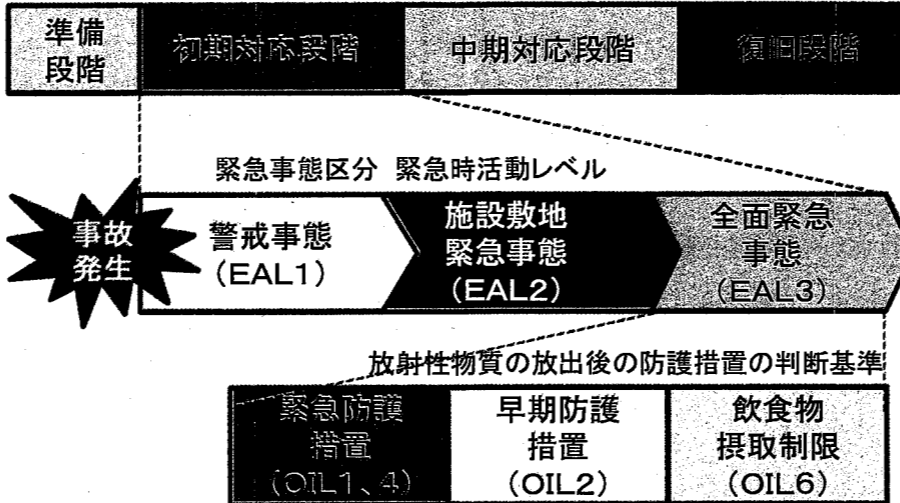 準備
段階
初期対応段階
中期対応段階
復旧段階
緊急事態区分 緊急時活動レベル
事故
発生
警戒事態
(EAL1)
施設敷地
緊急事態
(EAL2)
全面緊急
事態
(EAL3)
放射性物質の放出後の防護措置の判断基準
緊急防護
措置
(OIL1、4)
早期防護
措置
(OIL2)
飲食物
摂取制限
(OIL6)